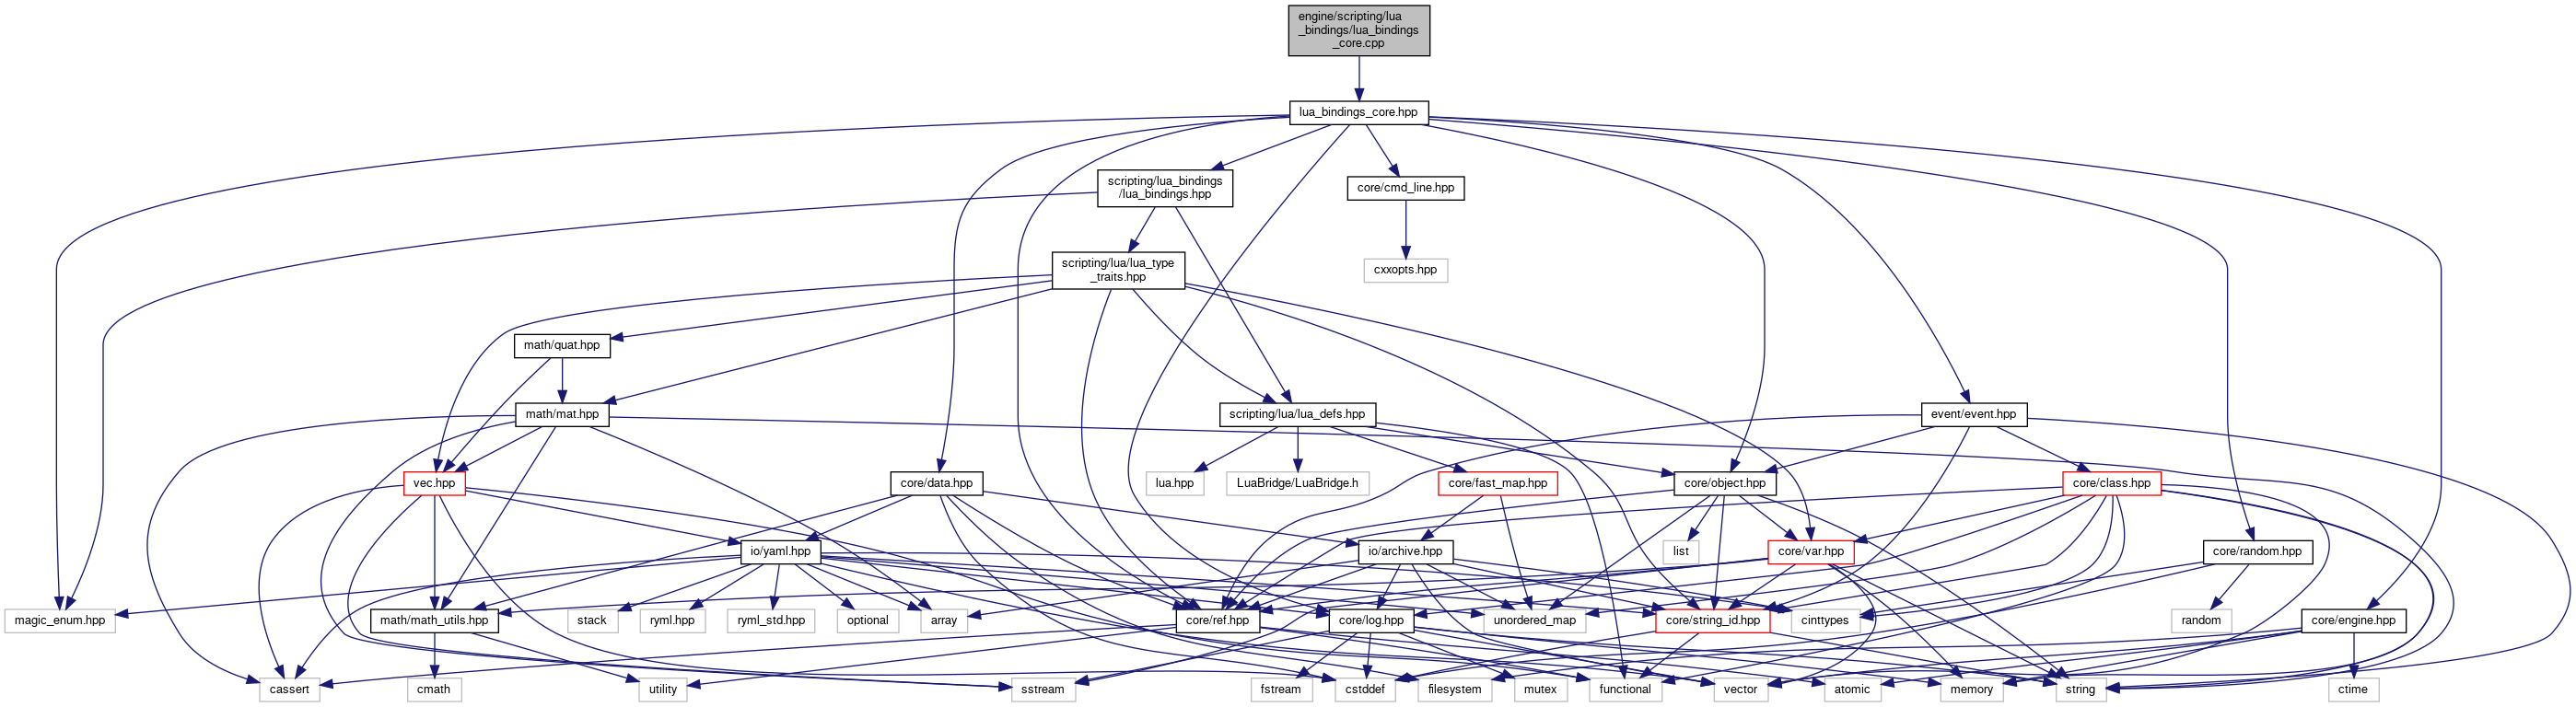 engine/scripting/lua
_bindings/lua_bindings
_core.cpp
lua_bindings_core.hpp
scripting/lua_bindings
/lua_bindings.hpp
core/cmd_line.hpp
scripting/lua/lua_type
_traits.hpp
cxxopts.hpp
math/quat.hpp
math/mat.hpp
scripting/lua/lua_defs.hpp
event/event.hpp
vec.hpp
core/data.hpp
lua.hpp
LuaBridge/LuaBridge.h
core/fast_map.hpp
core/object.hpp
core/class.hpp
io/yaml.hpp
io/archive.hpp
list
core/var.hpp
core/random.hpp
magic_enum.hpp
math/math_utils.hpp
stack
ryml.hpp
ryml_std.hpp
optional
array
core/ref.hpp
core/log.hpp
unordered_map
core/string_id.hpp
cinttypes
random
core/engine.hpp
cassert
cmath
utility
sstream
fstream
cstddef
filesystem
mutex
functional
vector
atomic
memory
string
ctime